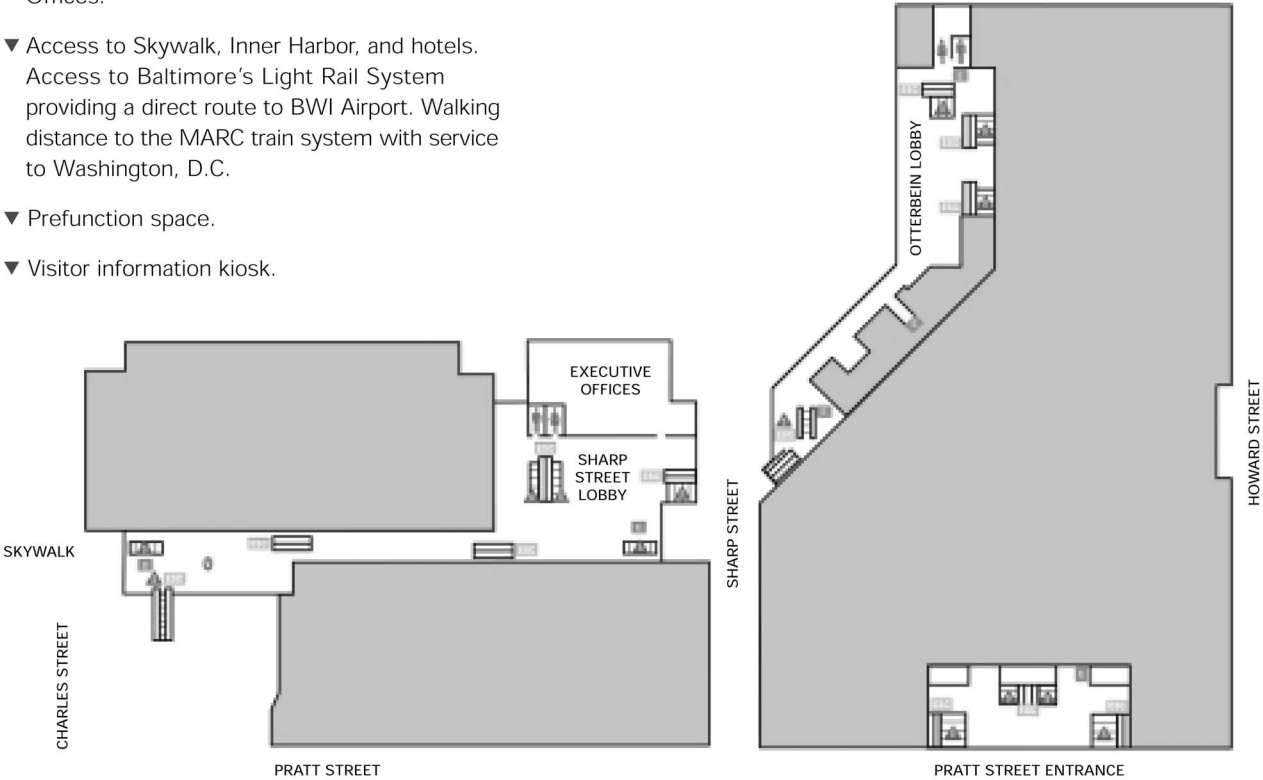 Offices.
▼ Access to Skywalk, Inner Harbor, and hotels.
Access to Baltimore's Light Rail System
providing a direct route to BWI Airport. Walking
distance to the MARC train system with service
to Washington, D.C.
▼ Prefunction space.
▼ Visitor information kiosk.
OTTERBEIN LOBBY
EXECUTIVE
OFFICES
SHARP
STREET
LOBBY
SKYWALK
CHARLES STREET
SHARP STREET
HOWARD STREET
PRATT STREET
PRATT STREET ENTRANCE